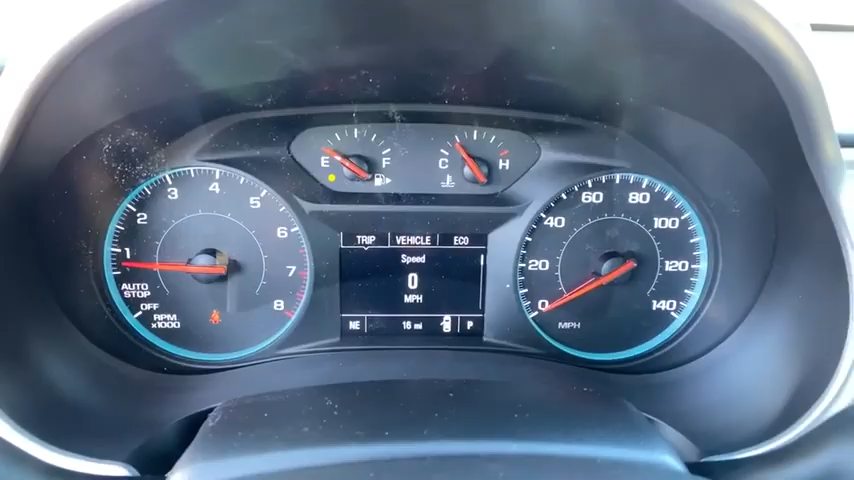 E F
C H
1 2 3 4 5 6 7 8
AUTO
STOP
OFF
RPM
x1000
TRIP VEHICLE ECO
Speed
0
MPH
NE 16 mi P
0 20 40 60 80 100 120 140
MPH